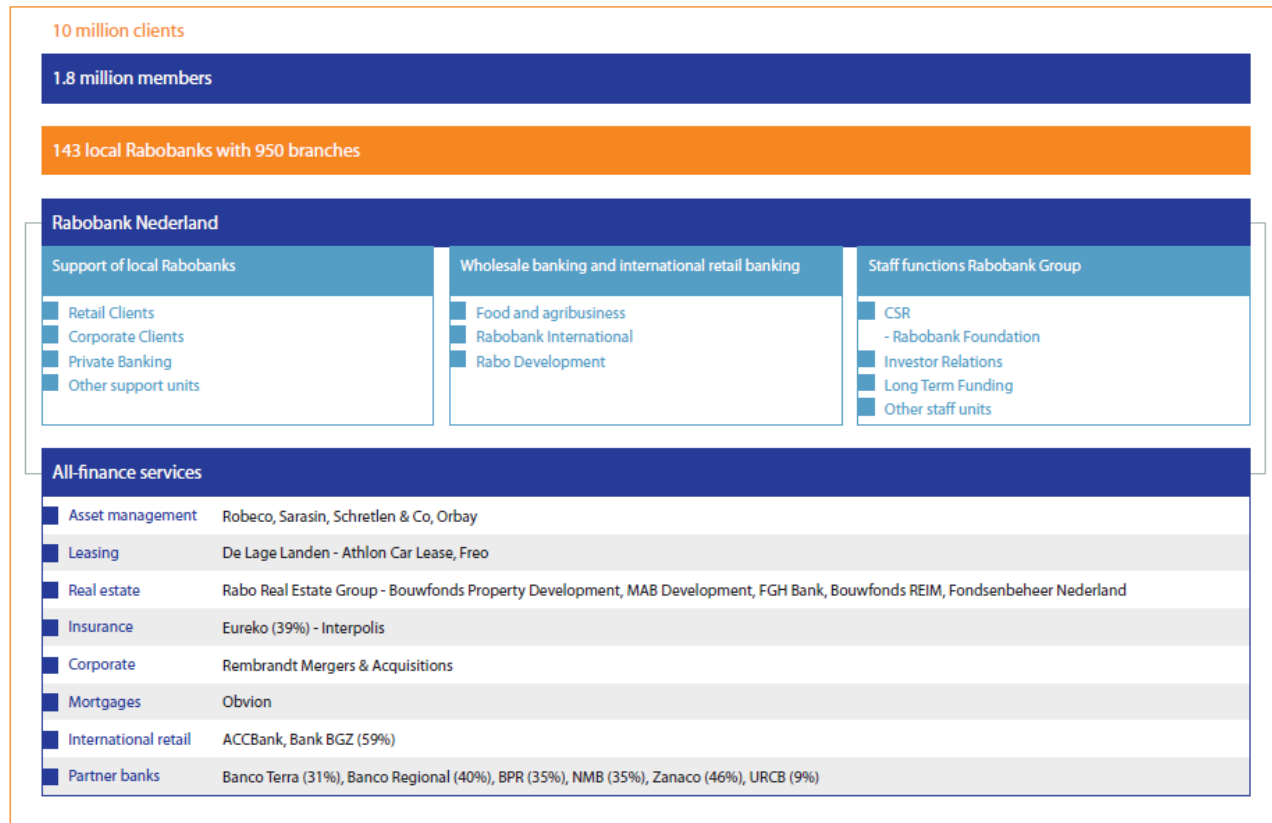 10 million clients
1.8 million members
143 local Rabobanks with 950 branches
Rabobank Nederland
Support of local Rabobanks
Retail Clients
Corporate Clients
Private Banking
Other support units
Wholesale banking and international retail banking
Food and agribusiness
Rabobank International
Rabo Development
Staff functions Rabobank Group
CSR
- Rabobank Foundation
Investor Relations
Long Term Funding
Other staff units
All-finance services
Asset management Robeco, Sarasin, Schretlen & Co, Orbay
Leasing De Lage Landen - Athlon Car Lease, Freo
Real estate Rabo Real Estate Group - Bouwfonds Property Development, MAB Development, FGH Bank, Bouwfonds REIM, Fondsenbeheer Nederland
Insurance Eureko (39%) - Interpolis
Corporate Rembrandt Mergers & Acquisitions
Mortgages Obvion
International retail ACCBank, Bank BGZ (59%)
Partner banks Banco Terra (31%), Banco Regional (40%), BPR (35%), NMB (35%), Zanaco (46%), URCB (9%)